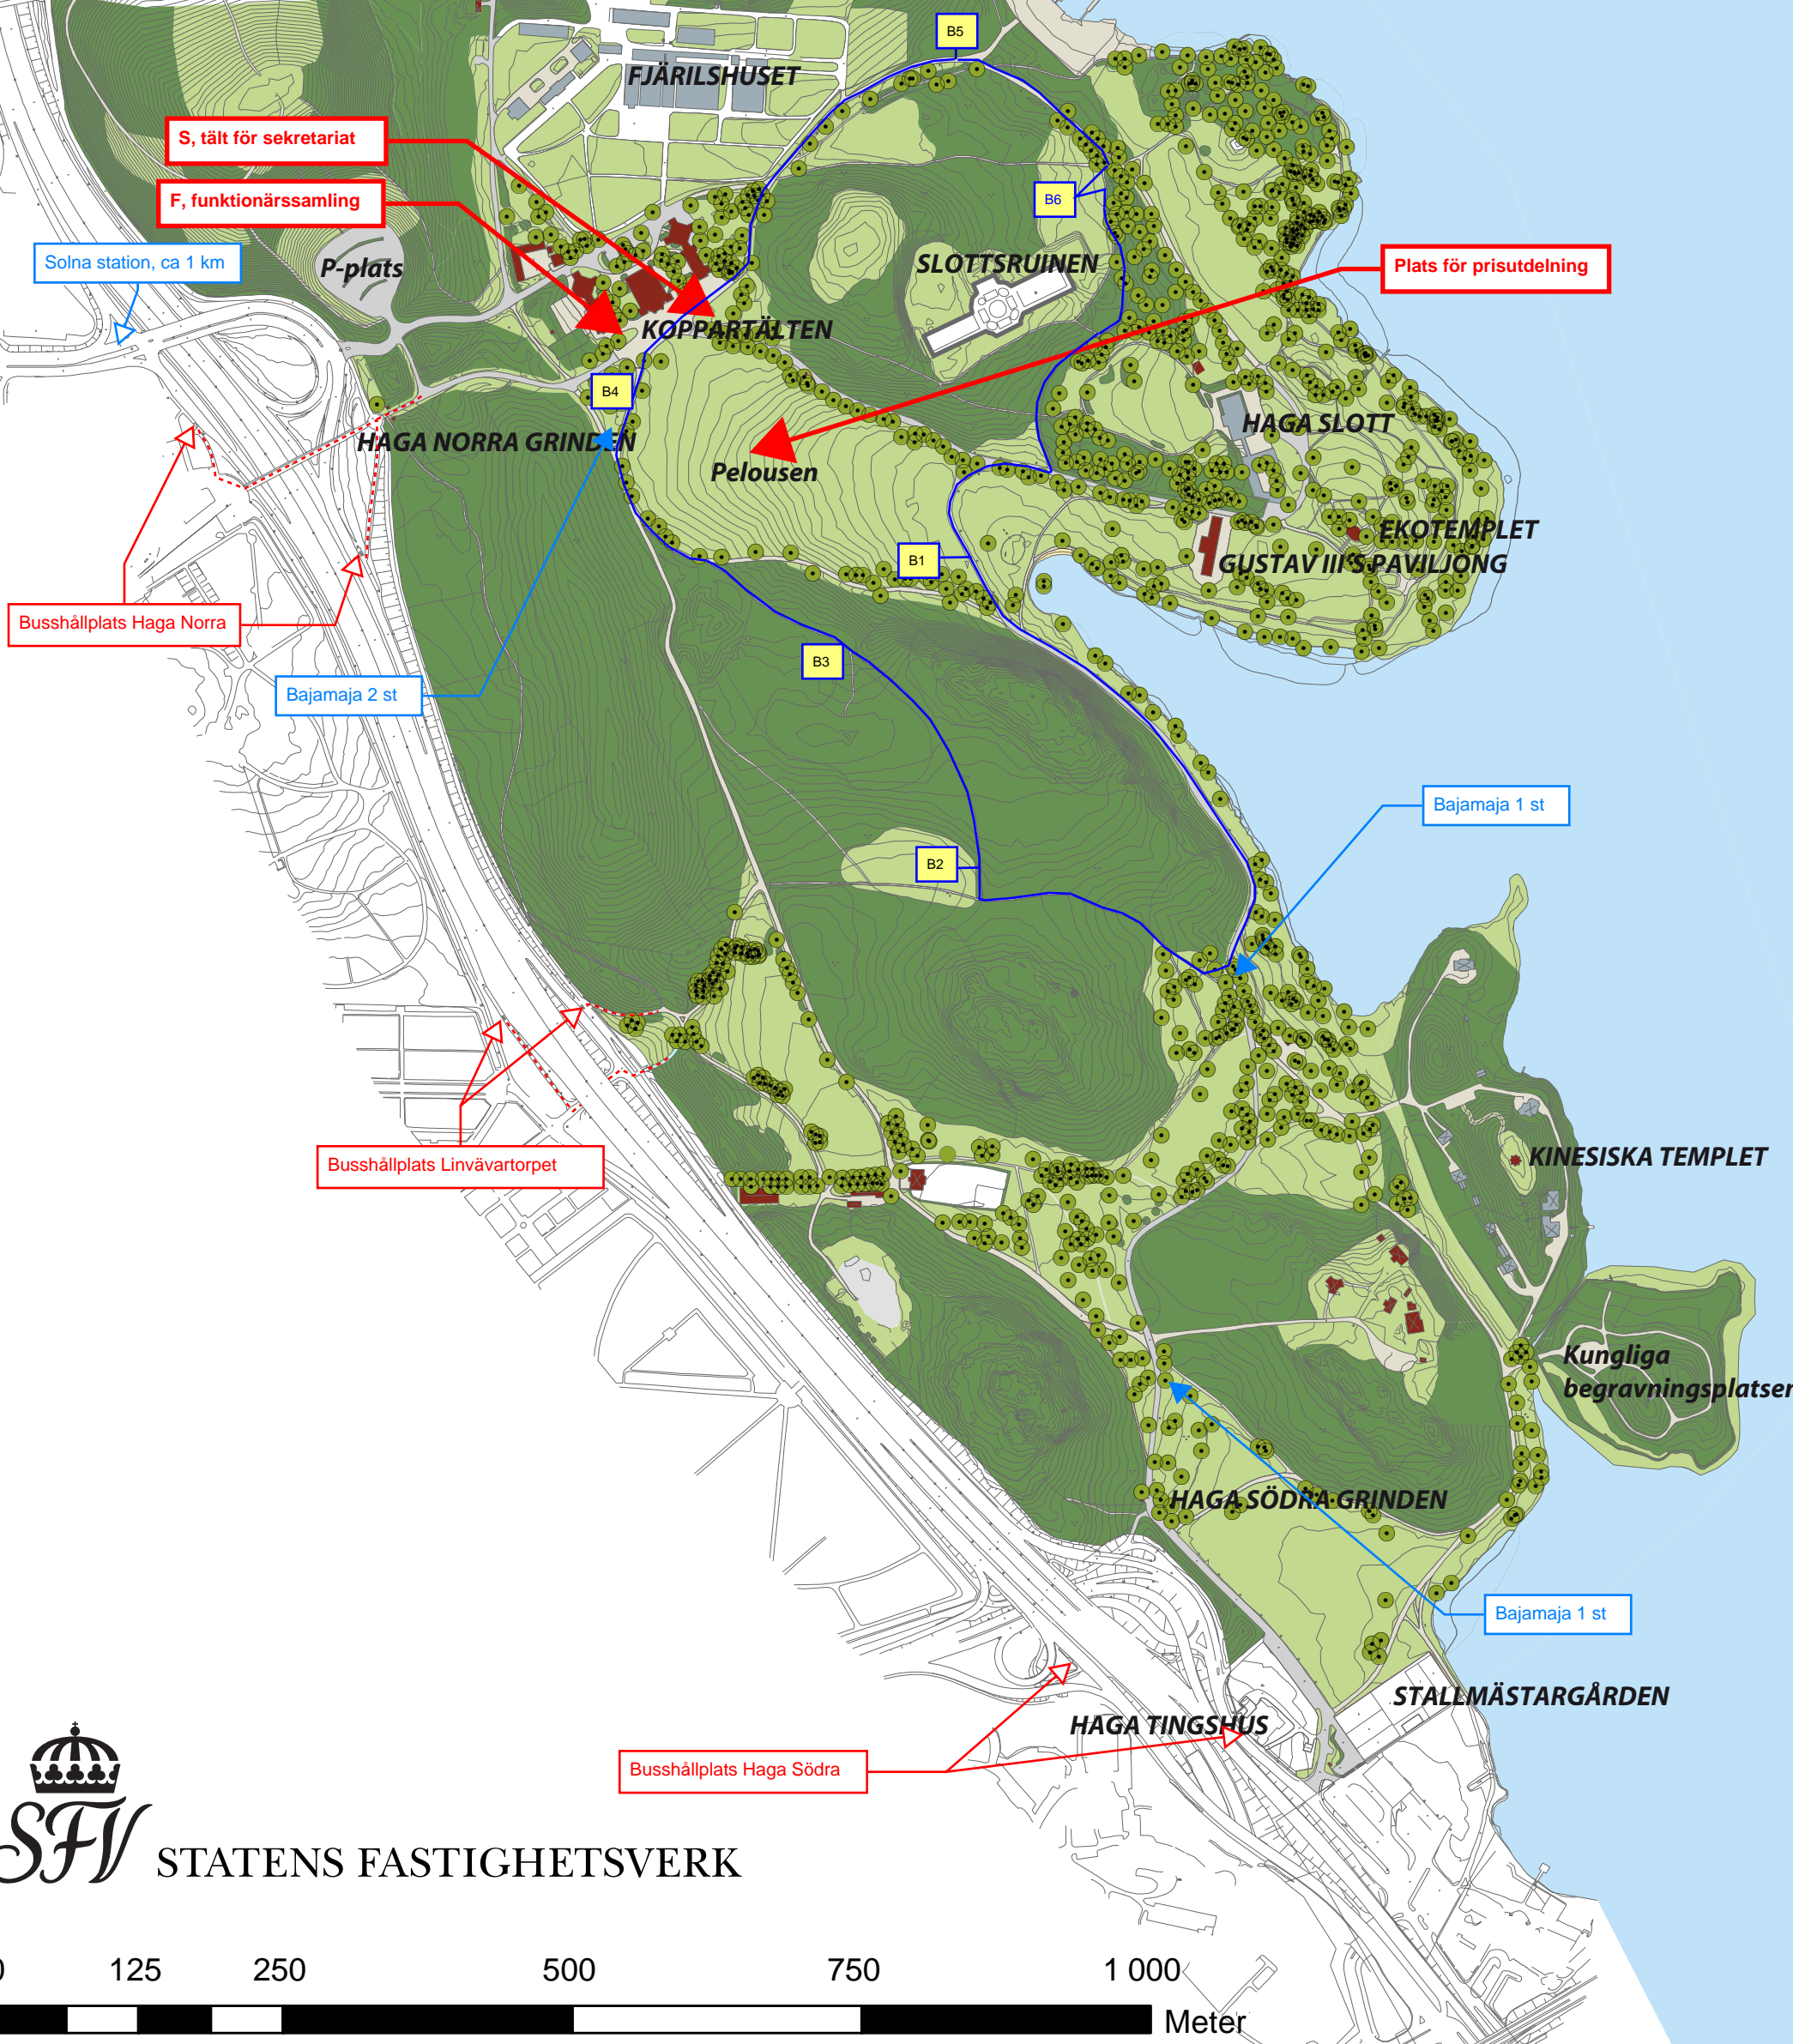 B5
FJÄRILSHUSET
S, tält för sekretariat
F, funktionärssamling
B6
Solna station, ca 1 km
P-plats
SLOTTSRUINEN
Plats för prisutdelning
KOPPARTÄLTEN
B4
HAGA NORRA GRINDEN
HAGA SLOTT
Pelousen
EKOTEMPLET
B1
GUSTAV III'S PAVILJONG
Busshållplats Haga Norra
B3
Bajamaja 2 st
Bajamaja 1 st
B2
Busshållplats Linvävartorpet
KINESISKA TEMPLET
Kungliga
begravningsplatsen
HAGA SÖDRA GRINDEN
Bajamaja 1 st
STALLMÄSTARGÅRDEN
HAGA TINGSHUS
Busshållplats Haga Södra
SFV STATENS FASTIGHETSVERK
0 125 250 500 750 1 000
Meter